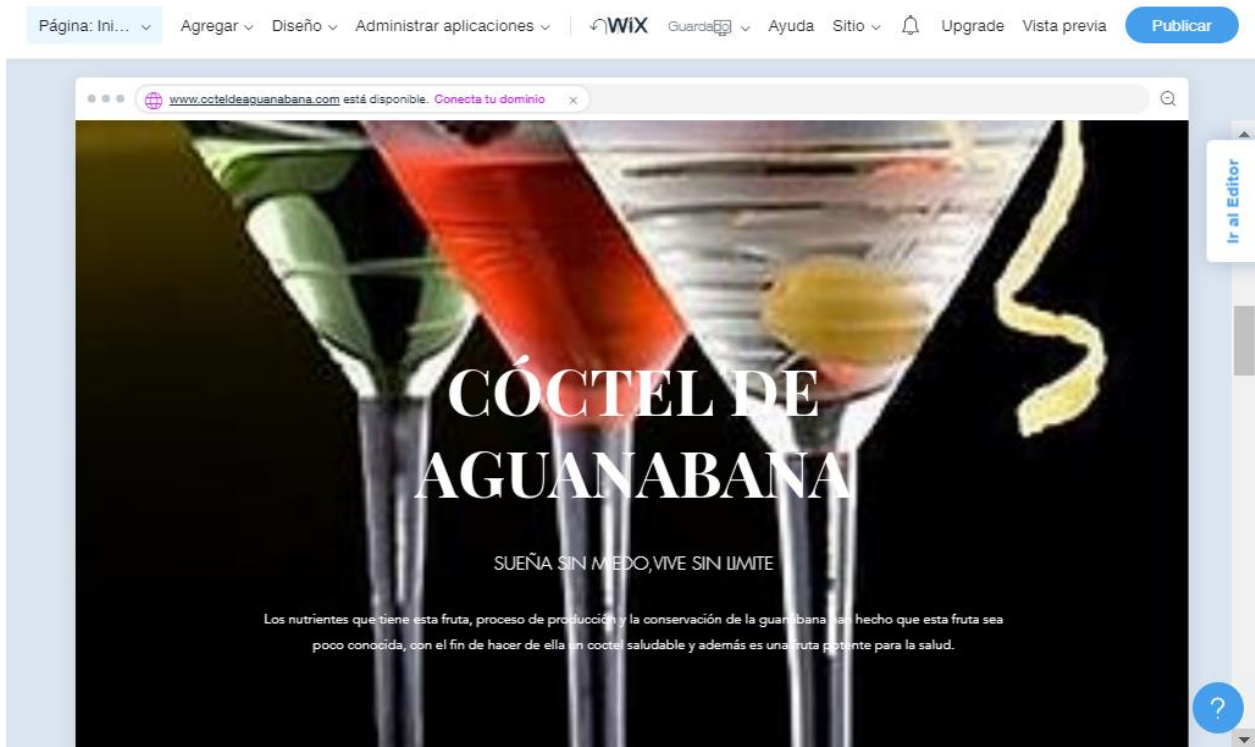 Página: Ini... Agregar Diseño Administrar aplicaciones WiX Guarda Ayuda Sitio Upgrade Vista previa Publicar
www.ccteldeaguanabana.com está disponible. Conecta tu dominio ×
Ir al Editor
CÓCTEL DE
AGUANABANA
SUEÑA SIN MIEDO,VIVE SIN LIMITE
Los nutrientes que tiene esta fruta, proceso de producción y la conservación de la guanabana han hecho que esta fruta sea
poco conocida, con el fin de hacer de ella un coctel saludable y además es una fruta potente para la salud.
?